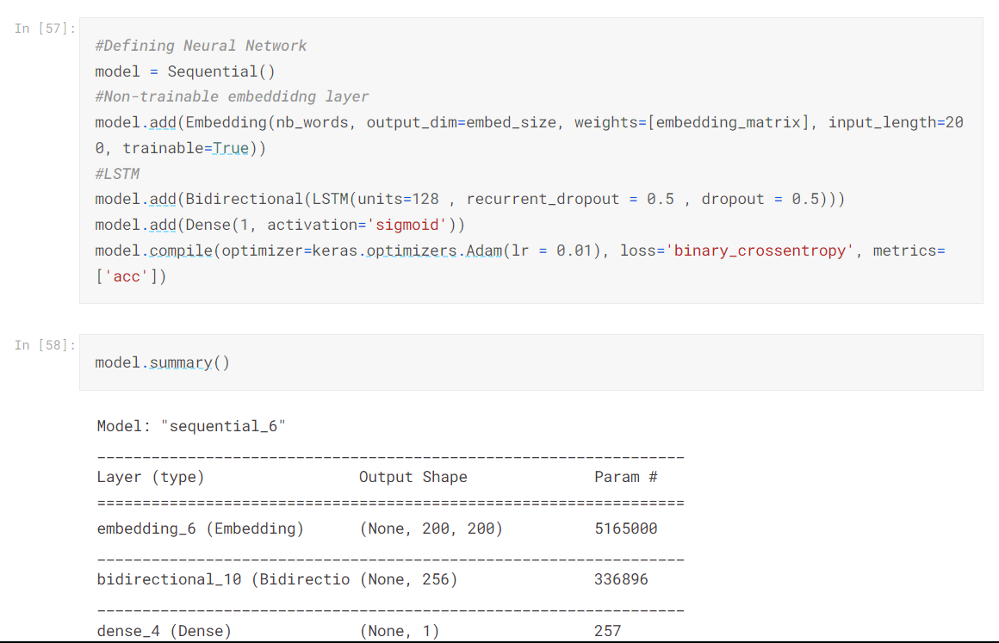 In [57]:
#Defining Neural Network
model = Sequential()
#Non-trainable embeddidng layer
model.add(Embedding(nb_words, output_dim=embed_size, weights=[embedding_matrix], input_length=20
0, trainable=True))
#LSTM
model.add(Bidirectional(LSTM(units=128 , recurrent_dropout = 0.5 , dropout = 0.5)))
model.add(Dense(1, activation='sigmoid'))
model.compile(optimizer=keras.optimizers.Adam(lr = 0.01), loss='binary_crossentropy', metrics=
['acc'])
In [58]:
model.summary()
Model: "sequential_6"
_________________________________________________________________
Layer (type)                 Output Shape              Param #
=================================================================
embedding_6 (Embedding)      (None, 200, 200)          5165000
_________________________________________________________________
bidirectional_10 (Bidirectio (None, 256)               336896
_________________________________________________________________
dense_4 (Dense)              (None, 1)                 257